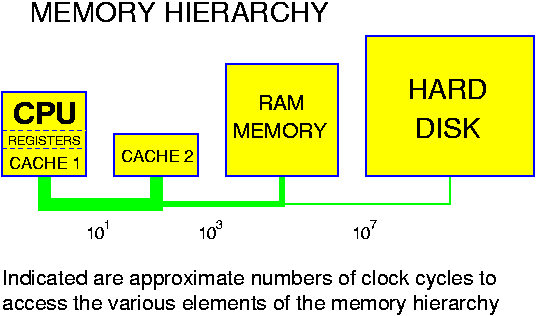 MEMORY HIERARCHY
CPU
REGISTERS
CACHE 1
CACHE 2
RAM
MEMORY
HARD
DISK
10¹
10³
10⁷
Indicated are approximate numbers of clock cycles to
access the various elements of the memory hierarchy